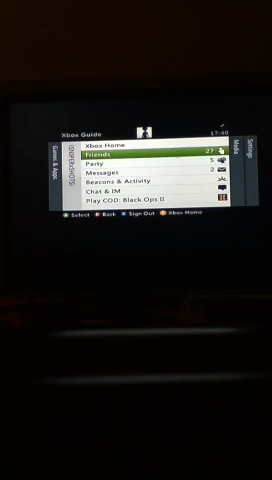 Xbox Guide
17:40
Xbox Home
Friends 27
Party 5
Messages 2
Beacons & Activity
Chat & IM
Play COD: Black Ops II
Games & Apps
Media
Settings
A Select B Back X Sign Out Y Xbox Home